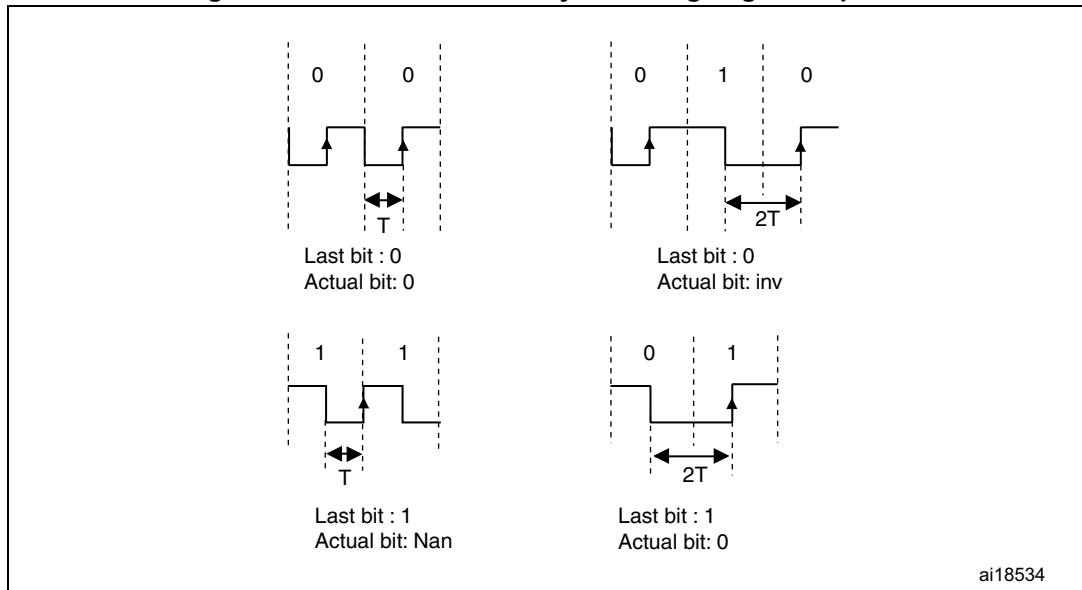 0 0
0 1 0
T
2T
Last bit : 0
Actual bit: 0
Last bit : 0
Actual bit: inv
1 1
0 1
T
2T
Last bit : 1
Actual bit: Nan
Last bit : 1
Actual bit: 0
ai18534